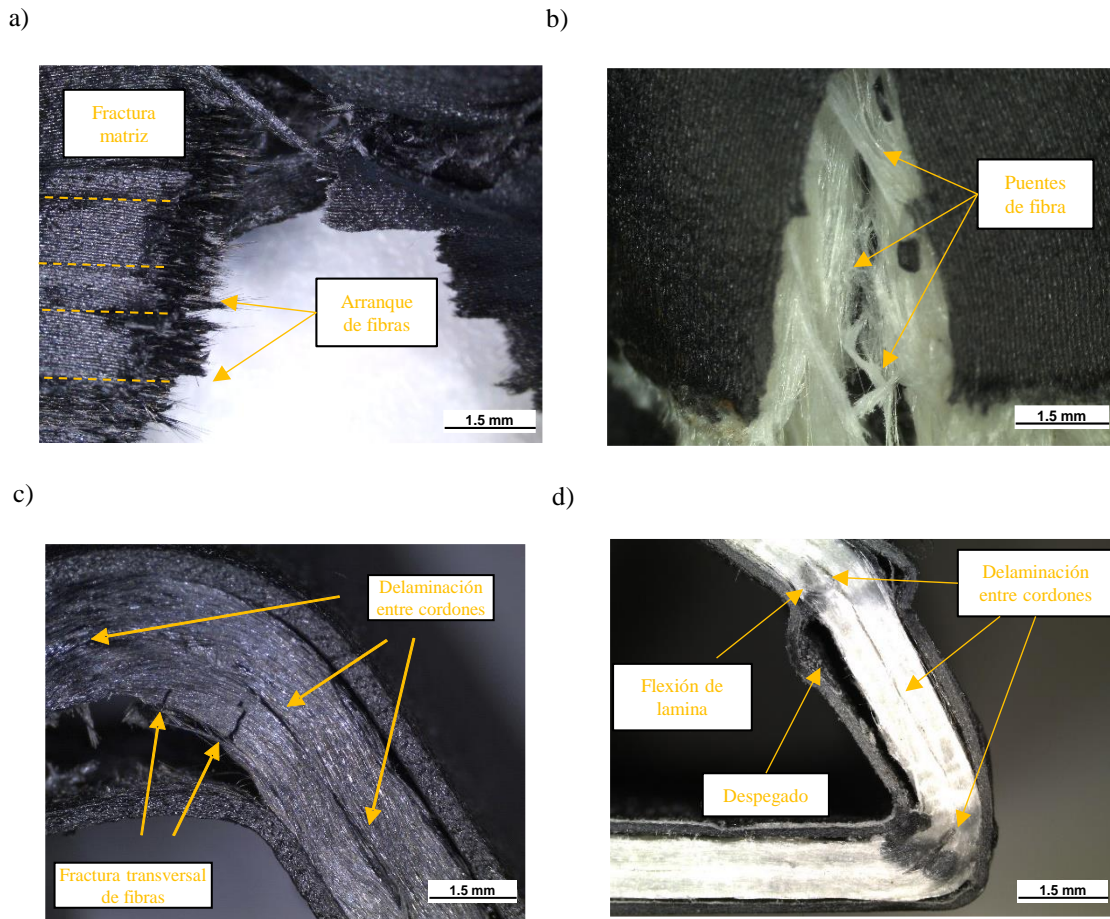 a)
b)
Fractura
matriz
Arranque
de fibras
1.5 mm
Puentes
de fibra
1.5 mm
c)
d)
Delaminación
entre cordones
Fractura transversal
de fibras
1.5 mm
Delaminación
entre cordones
Flexión de
lamina
Despegado
1.5 mm